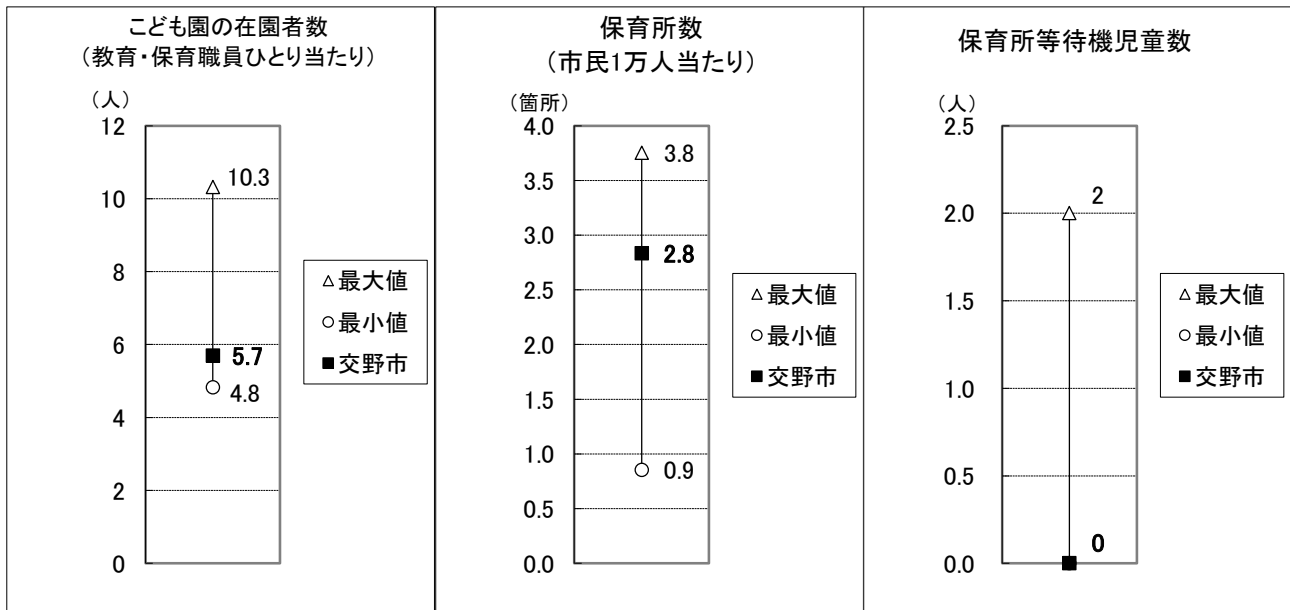 こども園の在園者数
（教育・保育職員ひとり当たり）
（人）
12
10
8
6
4
2
0
10.3
5.7
4.8
△最大値
○最小値
■交野市
保育所数
（市民1万人当たり）
（箇所）
4.0
3.5
3.0
2.5
2.0
1.5
1.0
0.5
0.0
3.8
2.8
0.9
△最大値
○最小値
■交野市
保育所等待機児童数
（人）
2.5
2.0
1.5
1.0
0.5
0.0
2
0
△最大値
○最小値
■交野市